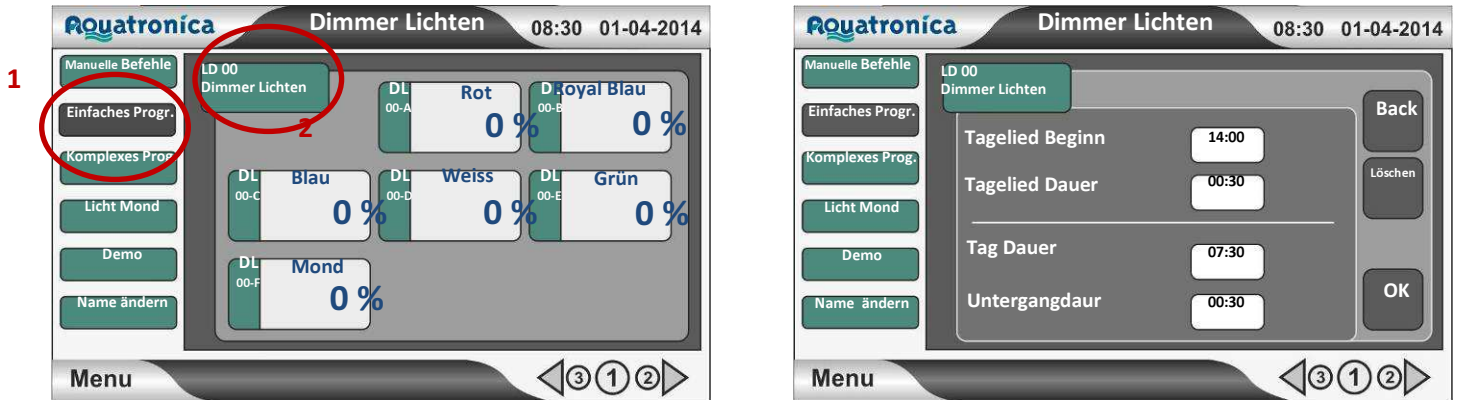 Aquatronica
Dimmer Lichten
08:30 01-04-2014
1
Manuelle Befehle
Einfaches Progr.
Komplexes Prog
Licht Mond
Demo
Name ändern
LD 00
Dimmer Lichten
2
DL
00-A
Rot
0 %
D
00-B
Royal Blau
0 %
DL
00-C
Blau
0 %
DL
00-D
Weiss
0 %
DL
00-E
Grün
0 %
DL
00-F
Mond
0 %
Menu
3 1 2
Aquatronica
Dimmer Lichten
08:30 01-04-2014
Manuelle Befehle
Einfaches Progr.
Komplexes Prog.
Licht Mond
Demo
Name ändern
LD 00
Dimmer Lichten
Tagelied Beginn 14:00
Tagelied Dauer 00:30
Tag Dauer 07:30
Untergangdaur 00:30
Back
Löschen
OK
Menu
3 1 2